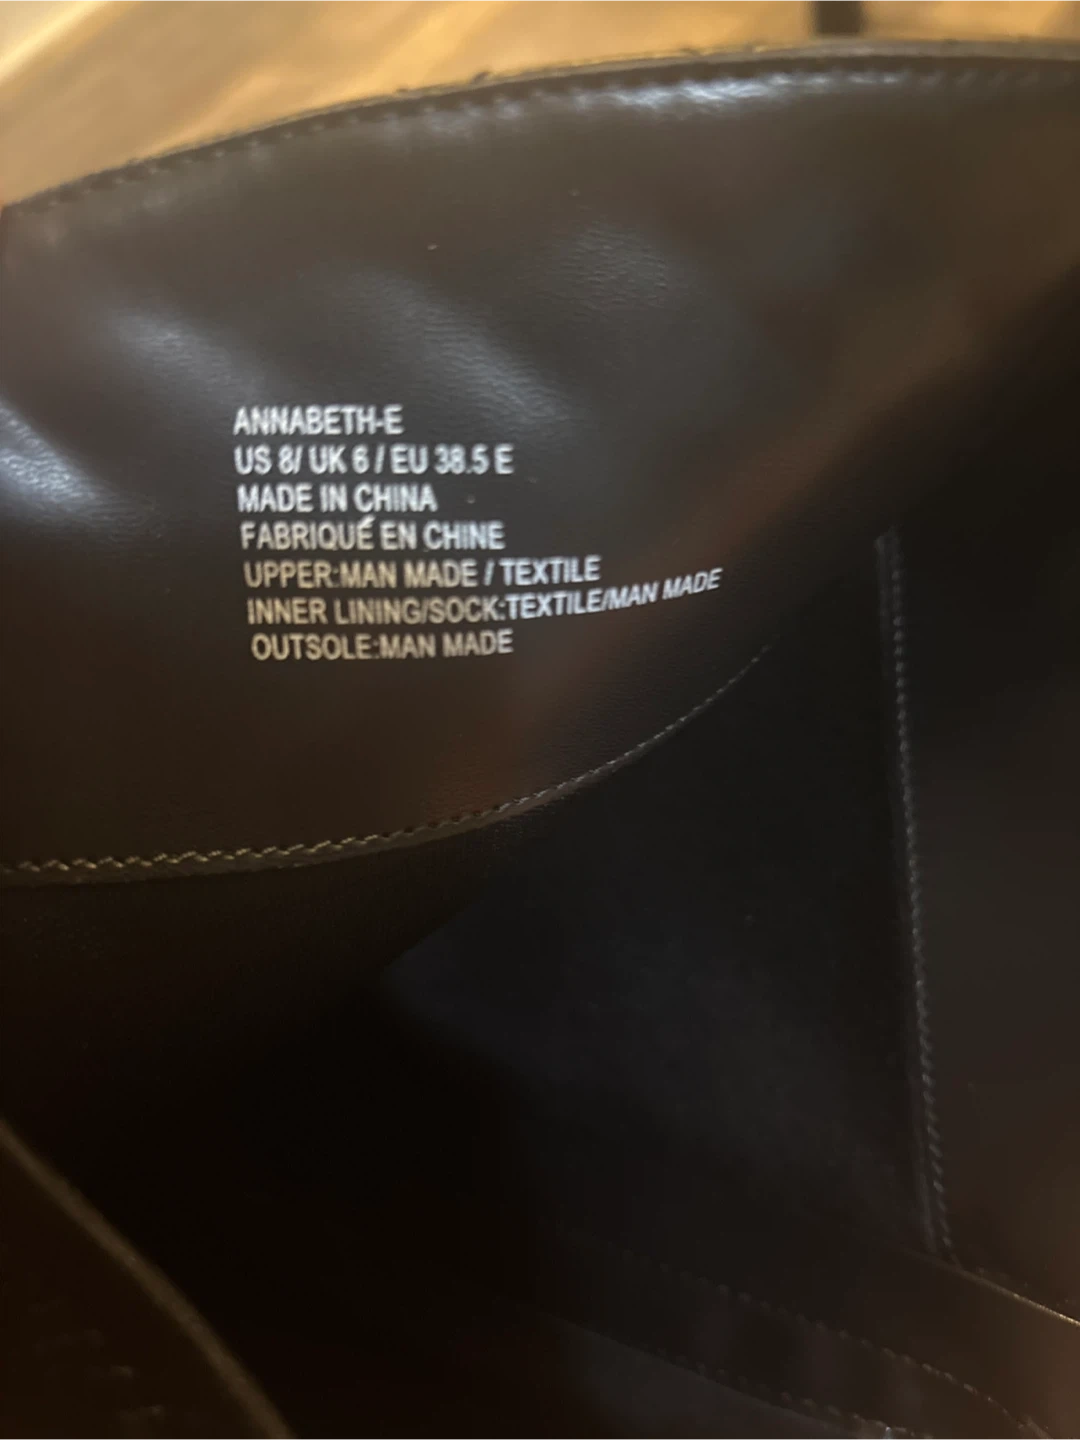 ANNABETH-E
US 8/ UK 6 / EU 38.5 E
MADE IN CHINA
FABRIQUÉ EN CHINE
UPPER:MAN MADE / TEXTILE
INNER LINING/SOCK:TEXTILE/MAN MADE
OUTSOLE:MAN MADE